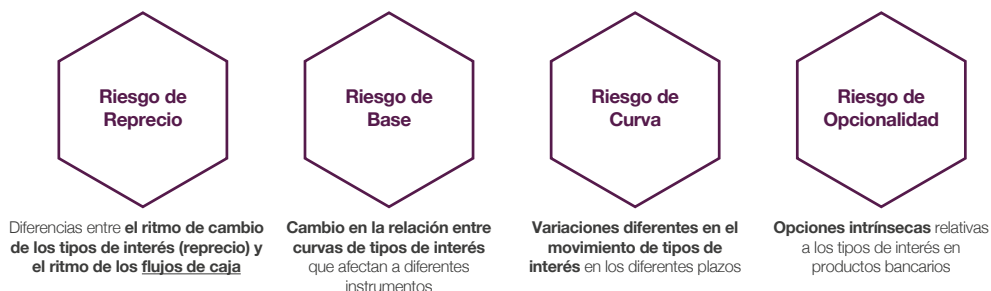 Riesgo de
Reprecio
Riesgo de
Base
Riesgo de
Curva
Riesgo de
Opcionalidad
Diferencias entre el ritmo de cambio
de los tipos de interés (reprecio) y
el ritmo de los flujos de caja
Cambio en la relación entre
curvas de tipos de interés
que afectan a diferentes
instrumentos
Variaciones diferentes en el
movimiento de tipos de
interés en los diferentes plazos
Opciones intrínsecas relativas
a los tipos de interés en
productos bancarios